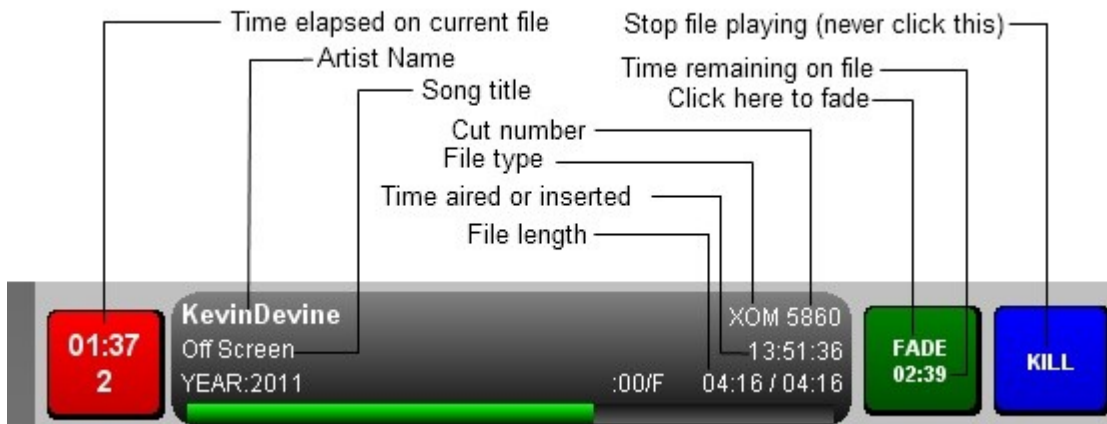 Time elapsed on current file
Stop file playing (never click this)
Artist Name
Time remaining on file
Song title
Click here to fade
Cut number
File type
Time aired or inserted
File length
01:37
2
KevinDevine
XOM 5860
Off Screen
13:51:36
YEAR:2011
:00/F
04:16 / 04:16
FADE
02:39
KILL